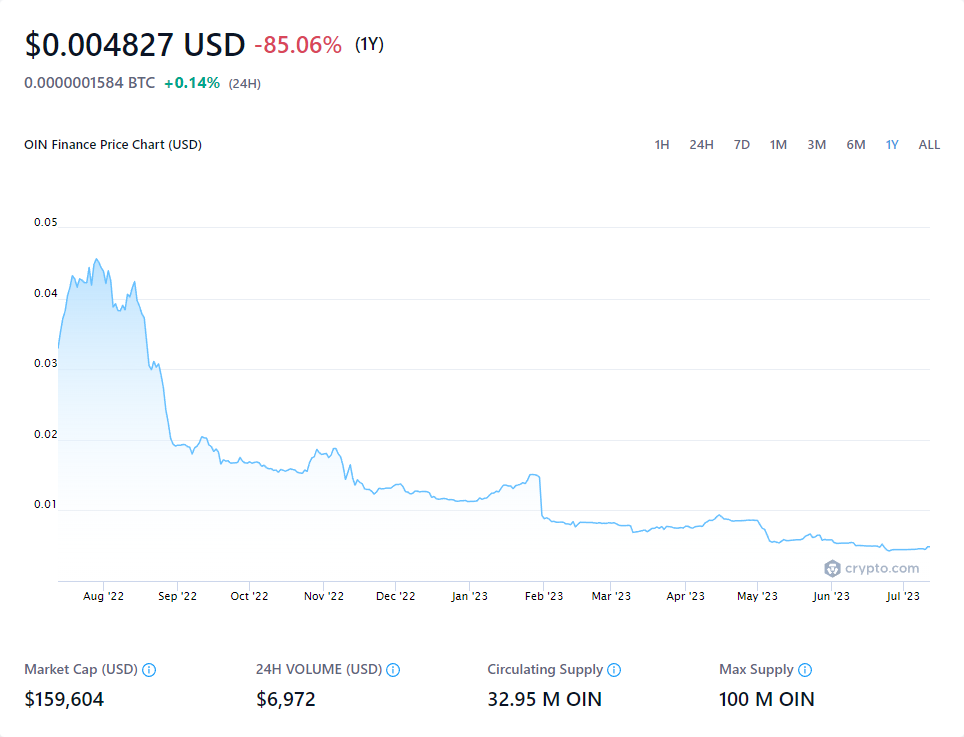 $0.004827 USD -85.06% (1Y)
0.0000001584 BTC +0.14% (24H)
OIN Finance Price Chart (USD) 1H 24H 7D 1M 3M 6M 1Y ALL
0.05
0.04
0.03
0.02
0.01
crypto.com
Aug '22 Sep '22 Oct '22 Nov '22 Dec '22 Jan '23 Feb '23 Mar '23 Apr '23 May '23 Jun '23 Jul '23
Market Cap (USD) 24H VOLUME (USD) Circulating Supply Max Supply
$159,604 $6,972 32.95 M OIN 100 M OIN